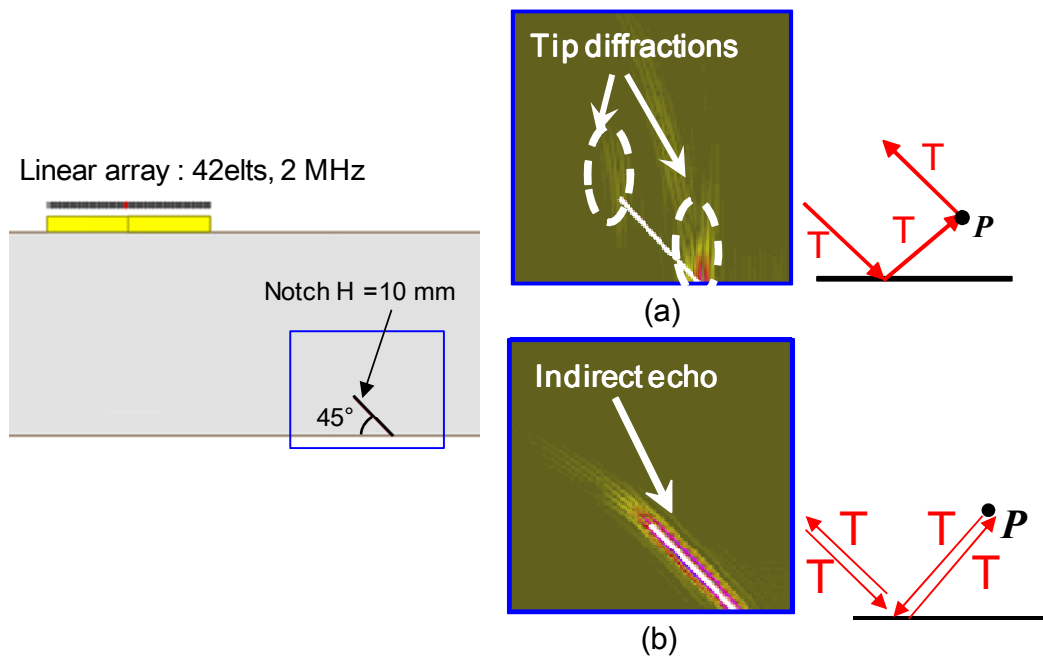 Linear array : 42elts, 2 MHz
Notch H =10 mm
45°
Tip diffractions
T
T
T
P
(a)
Indirect echo
T
T
T
T
P
(b)